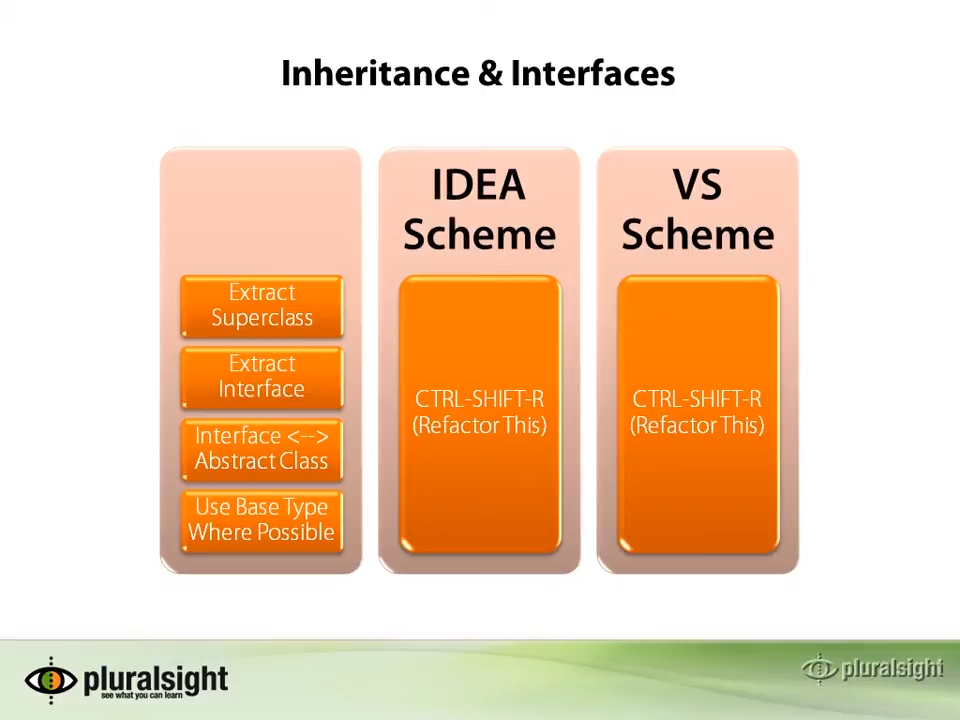 Inheritance & Interfaces
IDEA
Scheme
VS
Scheme
Extract
Superclass
Extract
Interface
Interface <-->
Abstract Class
Use Base Type
Where Possible
CTRL-SHIFT-R
(Refactor This)
CTRL-SHIFT-R
(Refactor This)
pluralsight
see what you can learn
pluralsight